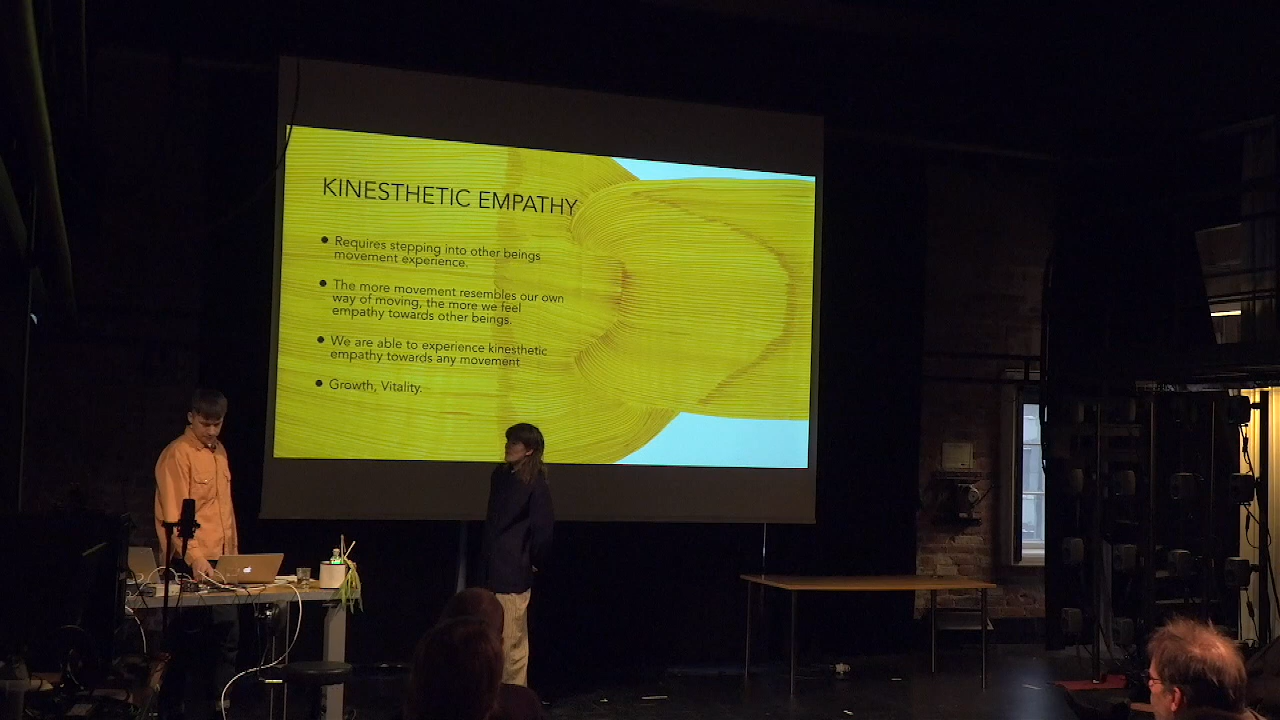 KINESTHETIC EMPATHY
• Requires stepping into other beings
movement experience.
• The more movement resembles our own
way of moving, the more we feel
empathy towards other beings.
• We are able to experience kinesthetic
empathy towards any movement
• Growth, Vitality.